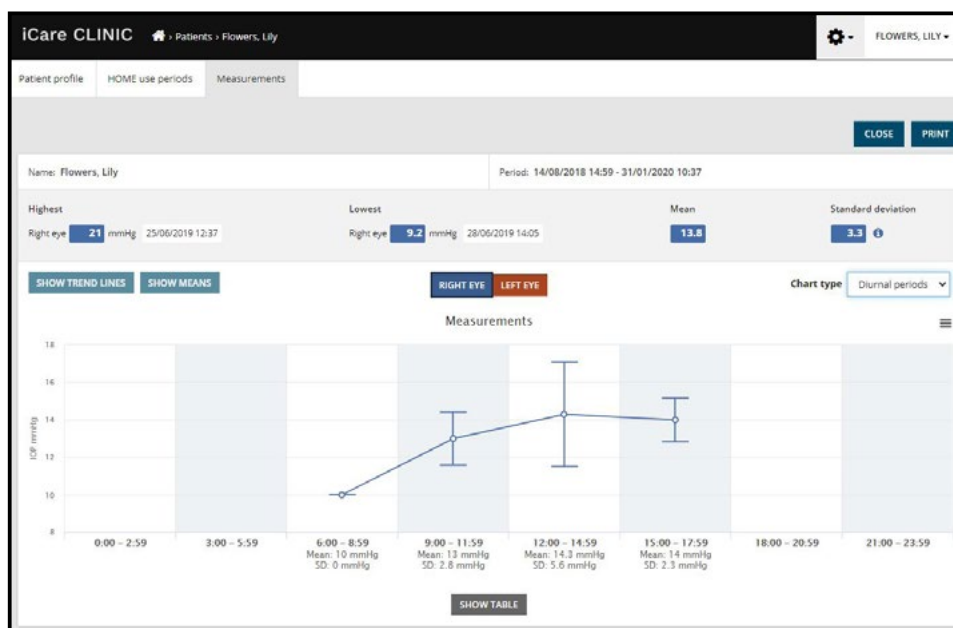 iCare CLINIC › Patients › Flowers, Lily FLOWERS, LILY
Patient profile HOME use periods Measurements
CLOSE PRINT
Name: Flowers, Lily Period: 14/08/2018 14:59 - 31/01/2020 10:37
Highest Lowest Mean Standard deviation
Right eye 21 mmHg 25/06/2019 12:37 Right eye 9.2 mmHg 28/06/2019 14:05 13.8 3.3
SHOW TREND LINES SHOW MEANS RIGHT EYE LEFT EYE Chart type Diurnal periods
Measurements
18
16
14
12
10
8
IOP mmHg
0:00 – 2:59 3:00 – 5:59 6:00 – 8:59 9:00 – 11:59 12:00 – 14:59 15:00 – 17:59 18:00 – 20:59 21:00 – 23:59
Mean: 10 mmHg Mean: 13 mmHg Mean: 14.3 mmHg Mean: 14 mmHg
SD: 0 mmHg SD: 2.8 mmHg SD: 5.6 mmHg SD: 2.3 mmHg
SHOW TABLE